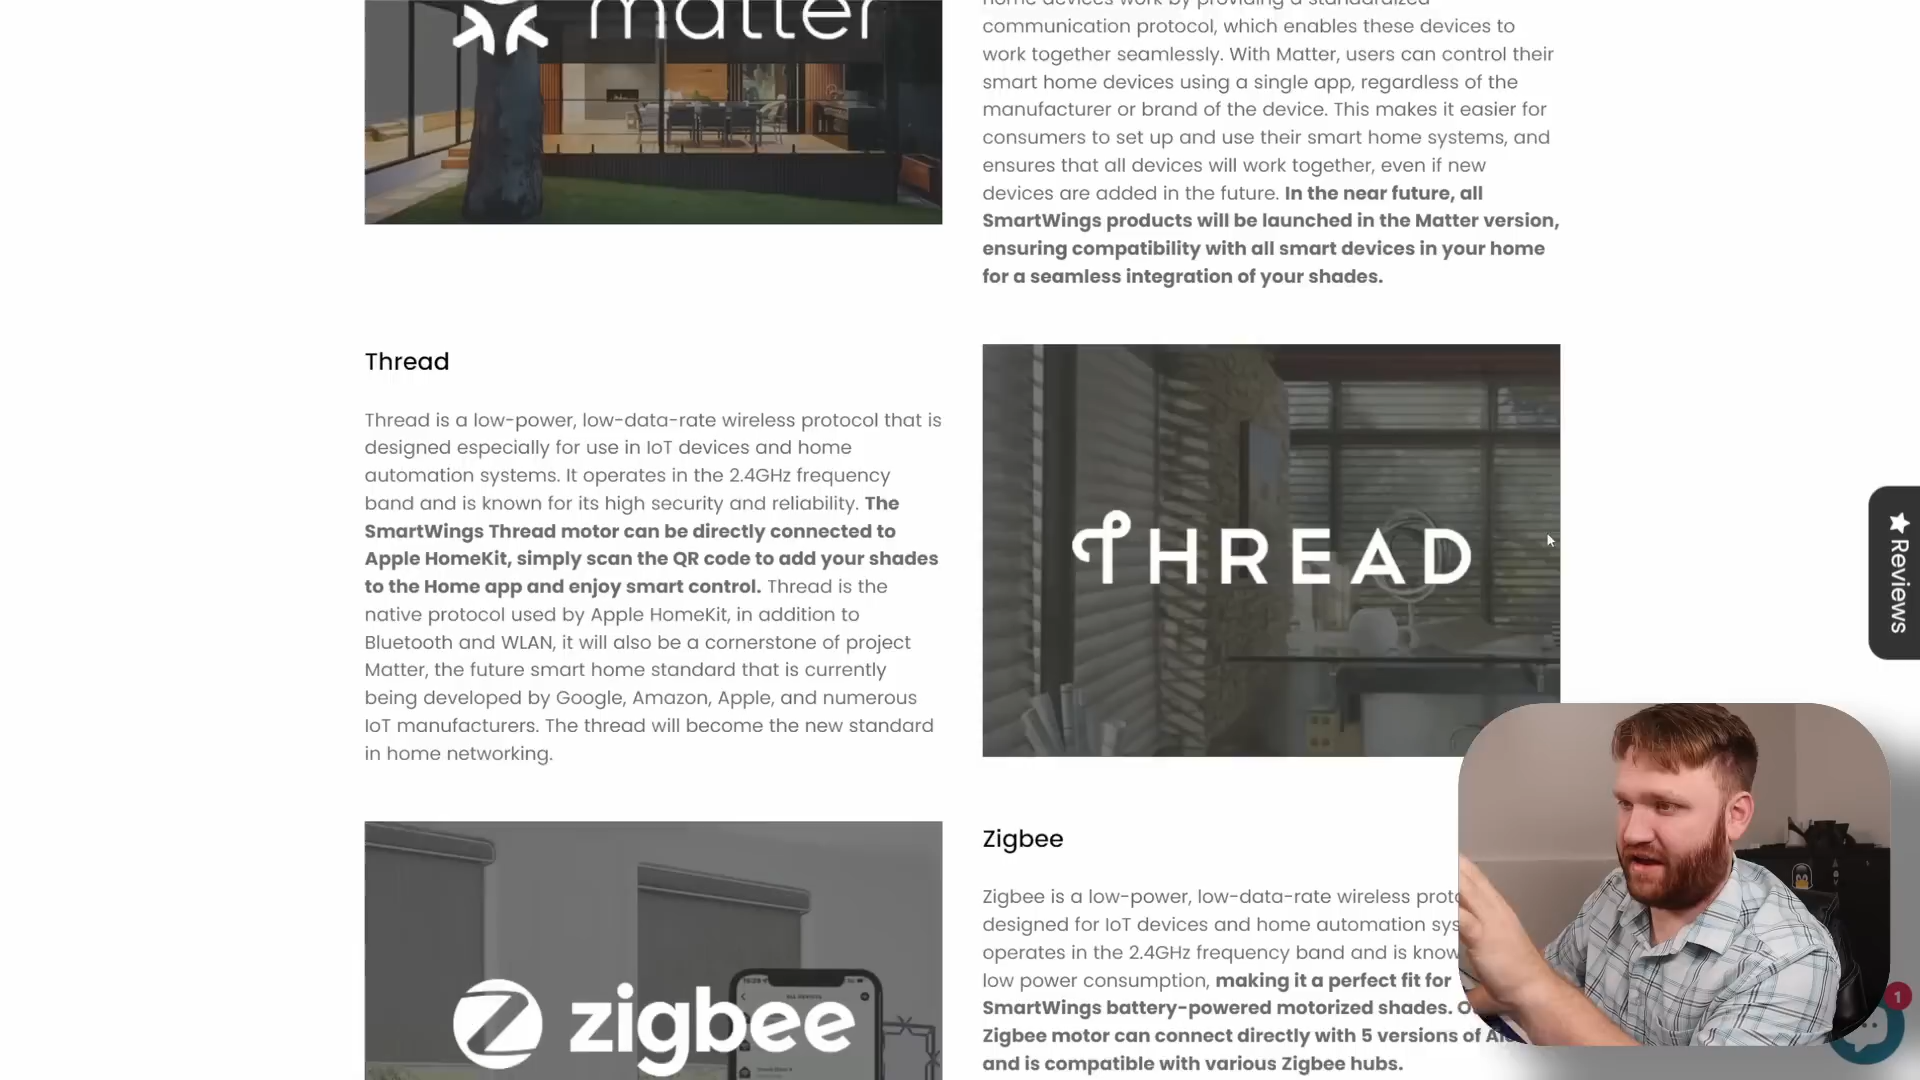 matter
home devices work by providing a standardized
communication protocol, which enables these devices to
work together seamlessly. With Matter, users can control their
smart home devices using a single app, regardless of the
manufacturer or brand of the device. This makes it easier for
consumers to set up and use their smart home systems, and
ensures that all devices will work together, even if new
devices are added in the future. In the near future, all
SmartWings products will be launched in the Matter version,
ensuring compatibility with all smart devices in your home
for a seamless integration of your shades.
Thread
Thread is a low-power, low-data-rate wireless protocol that is
designed especially for use in IoT devices and home
automation systems. It operates in the 2.4GHz frequency
band and is known for its high security and reliability. The
SmartWings Thread motor can be directly connected to
Apple HomeKit, simply scan the QR code to add your shades
to the Home app and enjoy smart control. Thread is the
native protocol used by Apple HomeKit, in addition to
Bluetooth and WLAN, it will also be a cornerstone of project
Matter, the future smart home standard that is currently
being developed by Google, Amazon, Apple, and numerous
IoT manufacturers. The thread will become the new standard
in home networking.
THREAD
Reviews
zigbee
Zigbee
Zigbee is a low-power, low-data-rate wireless
designed for IoT devices and home automation
operates in the 2.4GHz frequency band and is
low power consumption, making it a perfect fit for
SmartWings battery-powered motorized shades.
Zigbee motor can connect directly with 5 versions of
and is compatible with various Zigbee hubs.
1